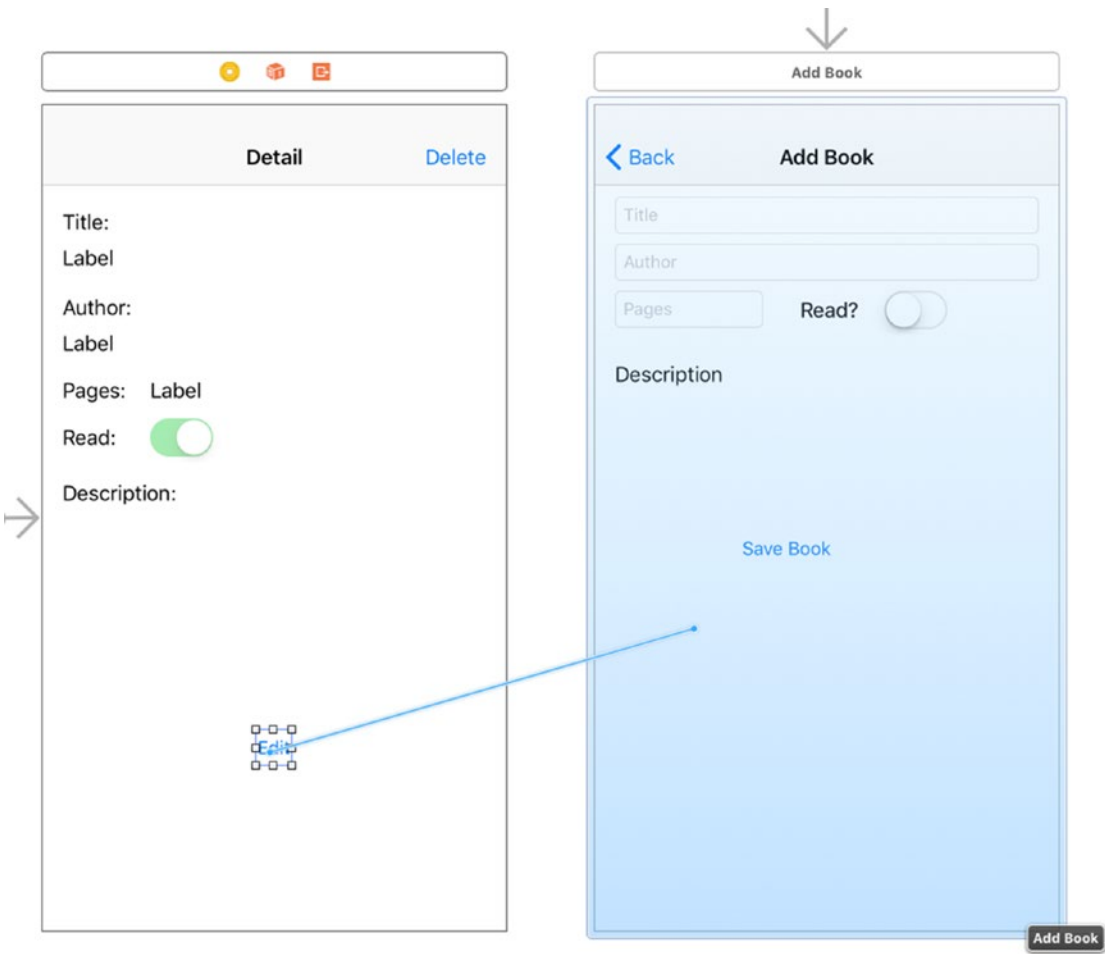 Detail
Delete
Title:
Label
Author:
Label
Pages: Label
Read:
Description:
Edit
Add Book
Back
Add Book
Title
Author
Pages
Read?
Description
Save Book
Add Book